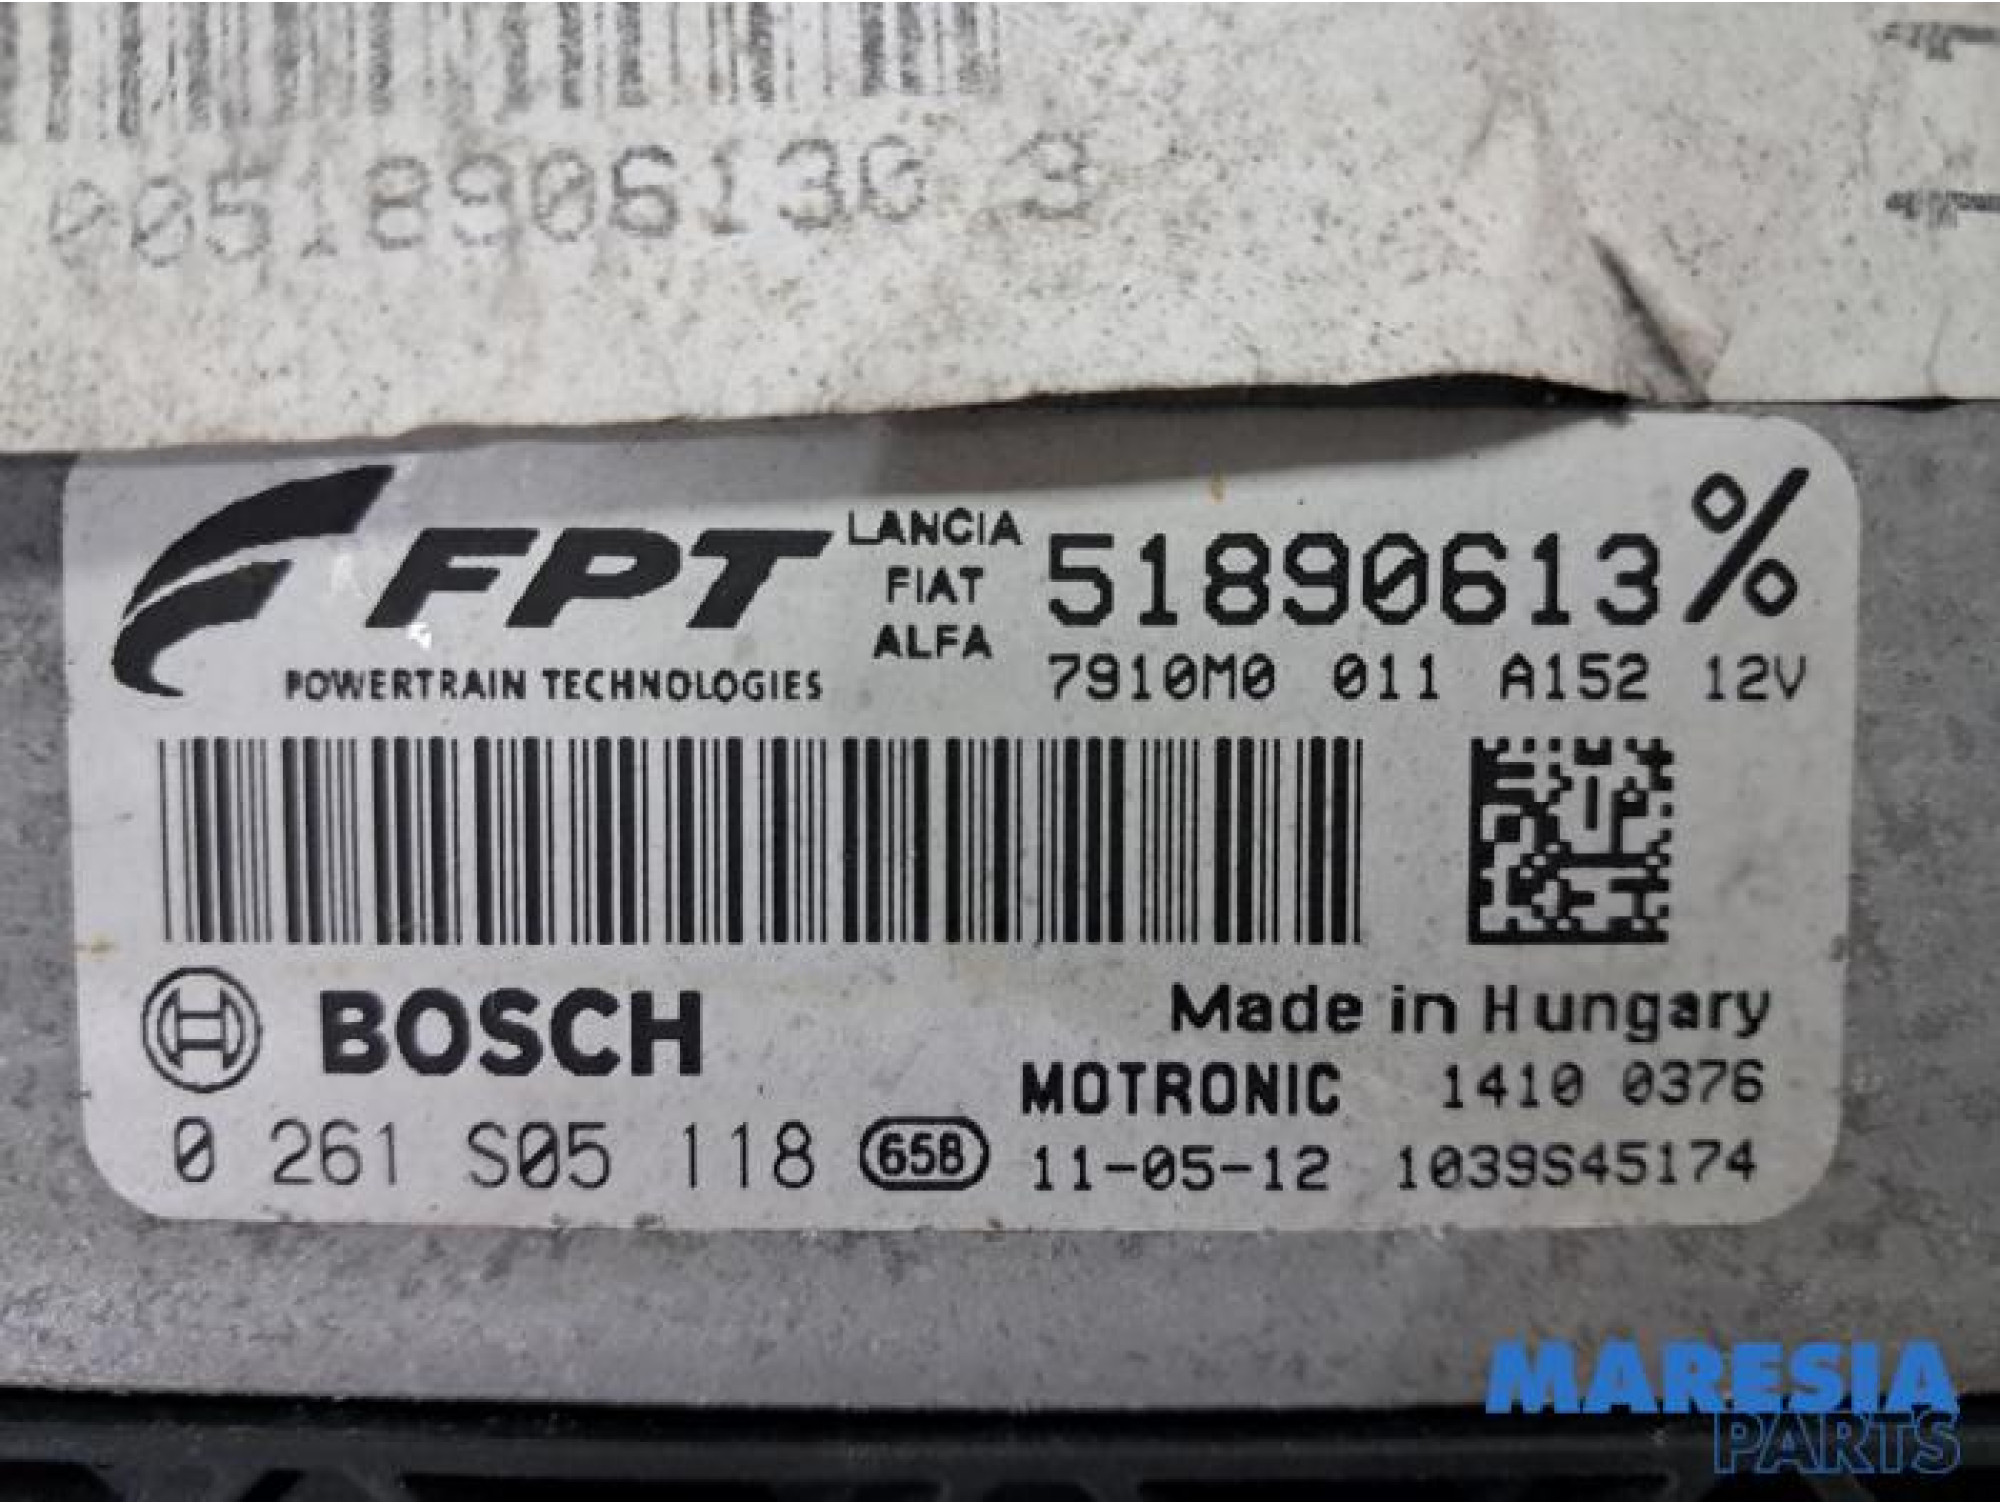 00518906130 3
FPT
POWERTRAIN TECHNOLOGIES
LANCIA
FIAT
ALFA
51890613%
7910M0 011 A152 12V
BOSCH
Made in Hungary
MOTRONIC 1410 0376
0 261 S05 118 658 11-05-12 1039S45174
MARESIA
PARTS